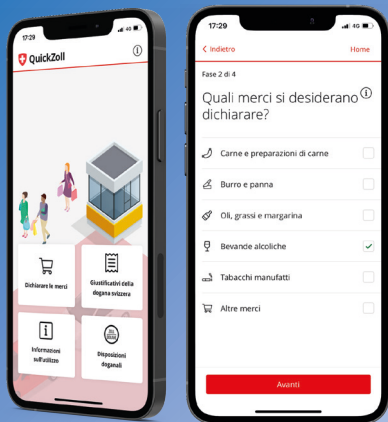 17:29
4G
QuickZoll
Dichiarare le merci
Giustificativi della
dogana svizzera
Informazioni
sull'utilizzo
Disposizioni
doganali
17:29
4G
Indietro
Home
Fase 2 di 4
Quali merci si desiderano
dichiarare?
Carne e preparazioni di carne
Burro e panna
Oli, grassi e margarina
Bevande alcoliche
Tabacchi manufatti
Altre merci
Avanti